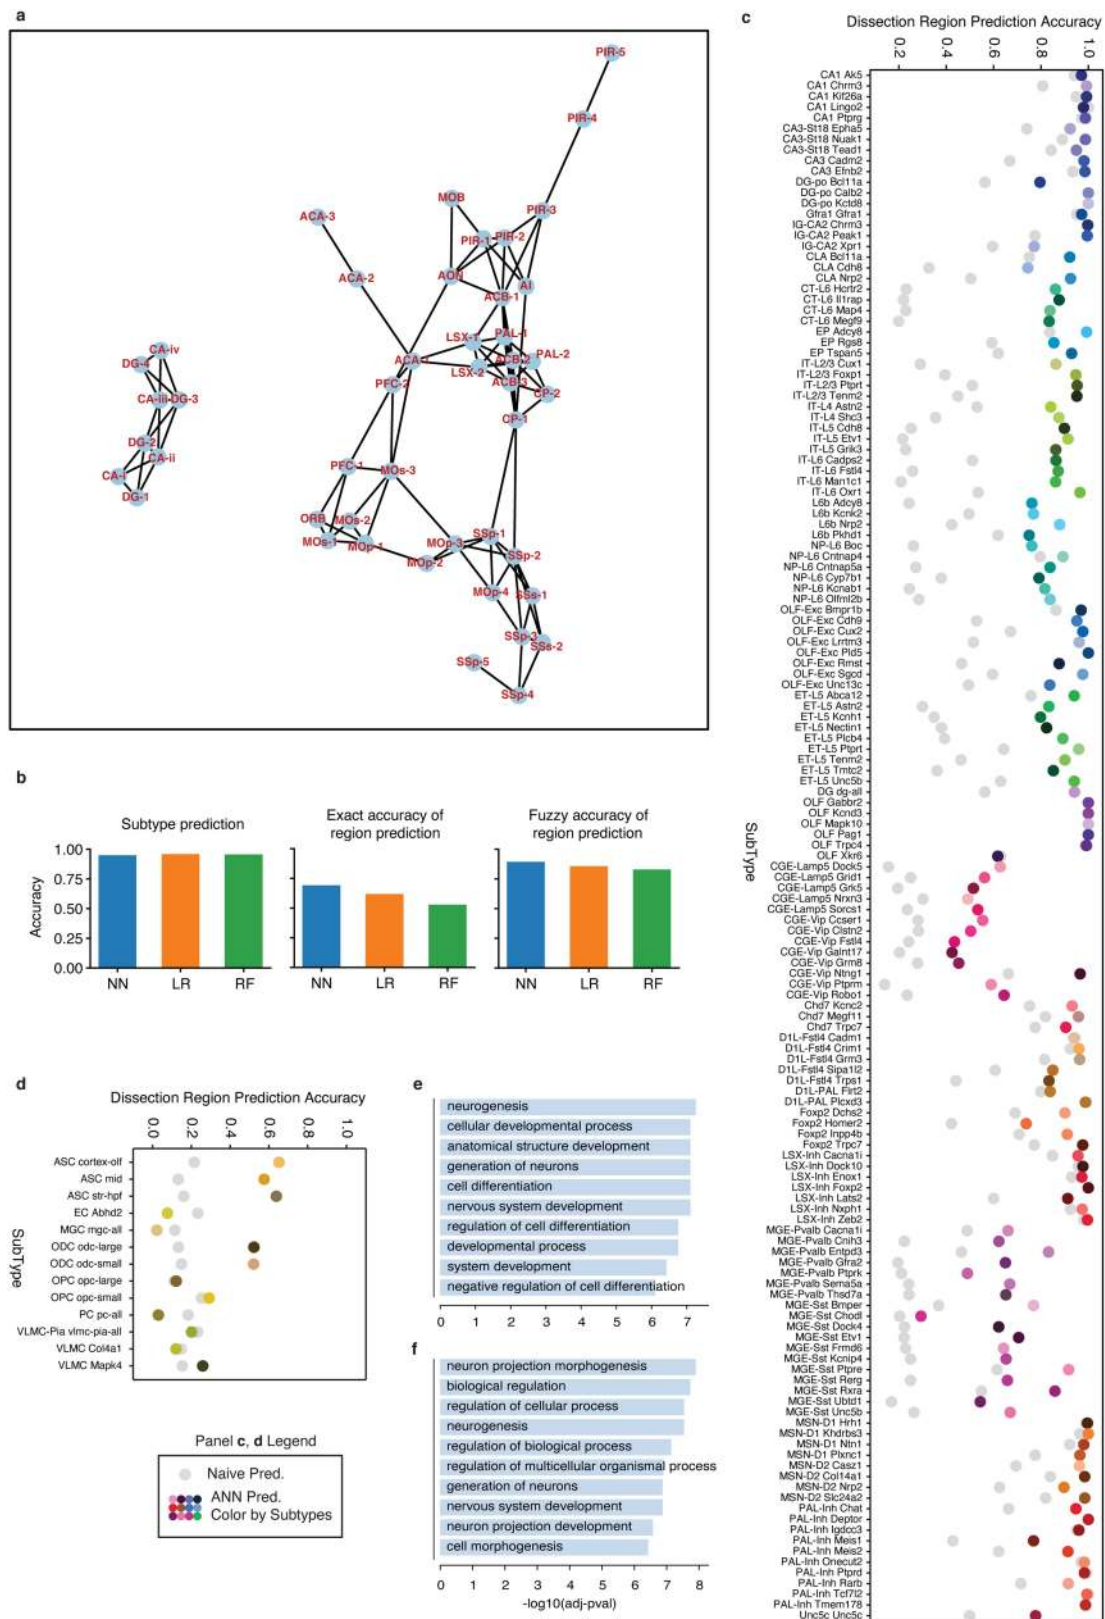 a
PIR-5
PIR-4
MOB
PIR-3
ACA-3
PIR-1
PIR-2
ACA-2
AON
AI
ACB-1
LSX-1
PAL-1
CA-iv
DG-4
ACA-1
ACB-2
PAL-2
LSX-2
ACB-3
PFC-2
CP-2
CA-iii
DG-3
CP-1
DG-2
CA-ii
PFC-1
MOs-3
CA-i
DG-1
ORB
MOs-2
MOs-1
MOp-1
MOp-3
SSp-1
MOp-2
SSp-2
MOp-4
SSs-1
SSp-3
SSs-2
SSp-5
SSp-4
b
Subtype prediction
Exact accuracy of
region prediction
Fuzzy accuracy of
region prediction
Accuracy
1.00
0.75
0.50
0.25
0.00
NN LR RF
NN LR RF
NN LR RF
c
Dissection Region Prediction Accuracy
0.2 0.4 0.6 0.8 1.0
SubType
CA1 Ak5
CA1 Chrm3
CA1 Kif26a
CA1 Lingo2
CA1 Ptprg
CA3-St18 Epha5
CA3-St18 Nuak1
CA3-St18 Tead1
CA3 Cadm2
CA3 Efnb2
DG-po Bcl11a
DG-po Calb2
DG-po Kctd8
Gfra1 Gfra1
IG-CA2 Chrm3
IG-CA2 Peak1
IG-CA2 Xpr1
CLA Bcl11a
CLA Cdh8
CLA Nrp2
CT-L6 Hcrtr2
CT-L6 Il1rap
CT-L6 Map4
CT-L6 Megf9
EP Adcy8
EP Rgs8
EP Tspan5
IT-L2/3 Cux1
IT-L2/3 Foxp1
IT-L2/3 Ptprt
IT-L2/3 Tenm2
IT-L4 Astn2
IT-L4 Shc3
IT-L5 Cdh8
IT-L5 Etv1
IT-L5 Grik3
IT-L6 Cadps2
IT-L6 Fstl4
IT-L6 Man1c1
IT-L6 Oxr1
L6b Adcy8
L6b Kcnk2
L6b Nrp2
L6b Pkhd1
NP-L6 Boc
NP-L6 Cntnap4
NP-L6 Cntnap5a
NP-L6 Cyp7b1
NP-L6 Kcnab1
NP-L6 Olfml2b
OLF-Exc Bmpr1b
OLF-Exc Cdh9
OLF-Exc Cux2
OLF-Exc Lrrtm3
OLF-Exc Pld5
OLF-Exc Rmst
OLF-Exc Sgcd
OLF-Exc Unc13c
ET-L5 Abca12
ET-L5 Astn2
ET-L5 Kcnh1
ET-L5 Nectin1
ET-L5 Plcb4
ET-L5 Ptprt
ET-L5 Tenm2
ET-L5 Tmtc2
ET-L5 Unc5b
DG dg-all
OLF Gabbr2
OLF Kcnd3
OLF Mapk10
OLF Pag1
OLF Trpc4
OLF Xkr6
CGE-Lamp5 Dock5
CGE-Lamp5 Grid1
CGE-Lamp5 Grk5
CGE-Lamp5 Nrxn3
CGE-Lamp5 Sorcs1
CGE-Vip Ccser1
CGE-Vip Clstn2
CGE-Vip Fstl4
CGE-Vip Galnt17
CGE-Vip Grm8
CGE-Vip Ntng1
CGE-Vip Ptprm
CGE-Vip Robo1
Chd7 Kcnc2
Chd7 Megf11
Chd7 Trpc7
D1L-Fstl4 Cadm1
D1L-Fstl4 Crim1
D1L-Fstl4 Grm3
D1L-Fstl4 Sipa1l2
D1L-Fstl4 Trps1
D1L-PAL Flrt2
D1L-PAL Plcxd3
Foxp2 Dchs2
Foxp2 Homer2
Foxp2 Inpp4b
Foxp2 Trpc7
LSX-Inh Cacna1i
LSX-Inh Dock10
LSX-Inh Enox1
LSX-Inh Foxp2
LSX-Inh Lats2
LSX-Inh Nxph1
LSX-Inh Zeb2
MGE-Pvalb Cacna1i
MGE-Pvalb Cnih3
MGE-Pvalb Entpd3
MGE-Pvalb Gfra2
MGE-Pvalb Ptprk
MGE-Pvalb Sema5a
MGE-Pvalb Thsd7a
MGE-Sst Bmper
MGE-Sst Chodl
MGE-Sst Dock4
MGE-Sst Etv1
MGE-Sst Frmd6
MGE-Sst Kcnip4
MGE-Sst Ptpre
MGE-Sst Rerg
MGE-Sst Rxra
MGE-Sst Ubtd1
MGE-Sst Unc5b
MSN-D1 Hrh1
MSN-D1 Khdrbs3
MSN-D1 Ntn1
MSN-D1 Plxnc1
MSN-D2 Casz1
MSN-D2 Col14a1
MSN-D2 Nrp2
MSN-D2 Slc24a2
PAL-Inh Chat
PAL-Inh Deptor
PAL-Inh Igdcc3
PAL-Inh Meis1
PAL-Inh Meis2
PAL-Inh Onecut2
PAL-Inh Ptprd
PAL-Inh Rarb
PAL-Inh Tcf7l2
PAL-Inh Tmem178
Unc5c Unc5c
d
Dissection Region Prediction Accuracy
0.0 0.2 0.4 0.6 0.8 1.0
SubType
ASC cortex-olf
ASC mid
ASC str-hpf
EC Abhd2
MGC mgc-all
ODC odc-large
ODC odc-small
OPC opc-large
OPC opc-small
PC pc-all
VLMC-Pia vlmc-pia-all
VLMC Col4a1
VLMC Mapk4
Panel c, d Legend
Naive Pred.
ANN Pred.
Color by Subtypes
e
neurogenesis
cellular developmental process
anatomical structure development
generation of neurons
cell differentiation
nervous system development
regulation of cell differentiation
developmental process
system development
negative regulation of cell differentiation
0 1 2 3 4 5 6 7
f
neuron projection morphogenesis
biological regulation
regulation of cellular process
neurogenesis
regulation of biological process
regulation of multicellular organismal process
generation of neurons
nervous system development
neuron projection development
cell morphogenesis
0 1 2 3 4 5 6 7 8
-log10(adj-pval)